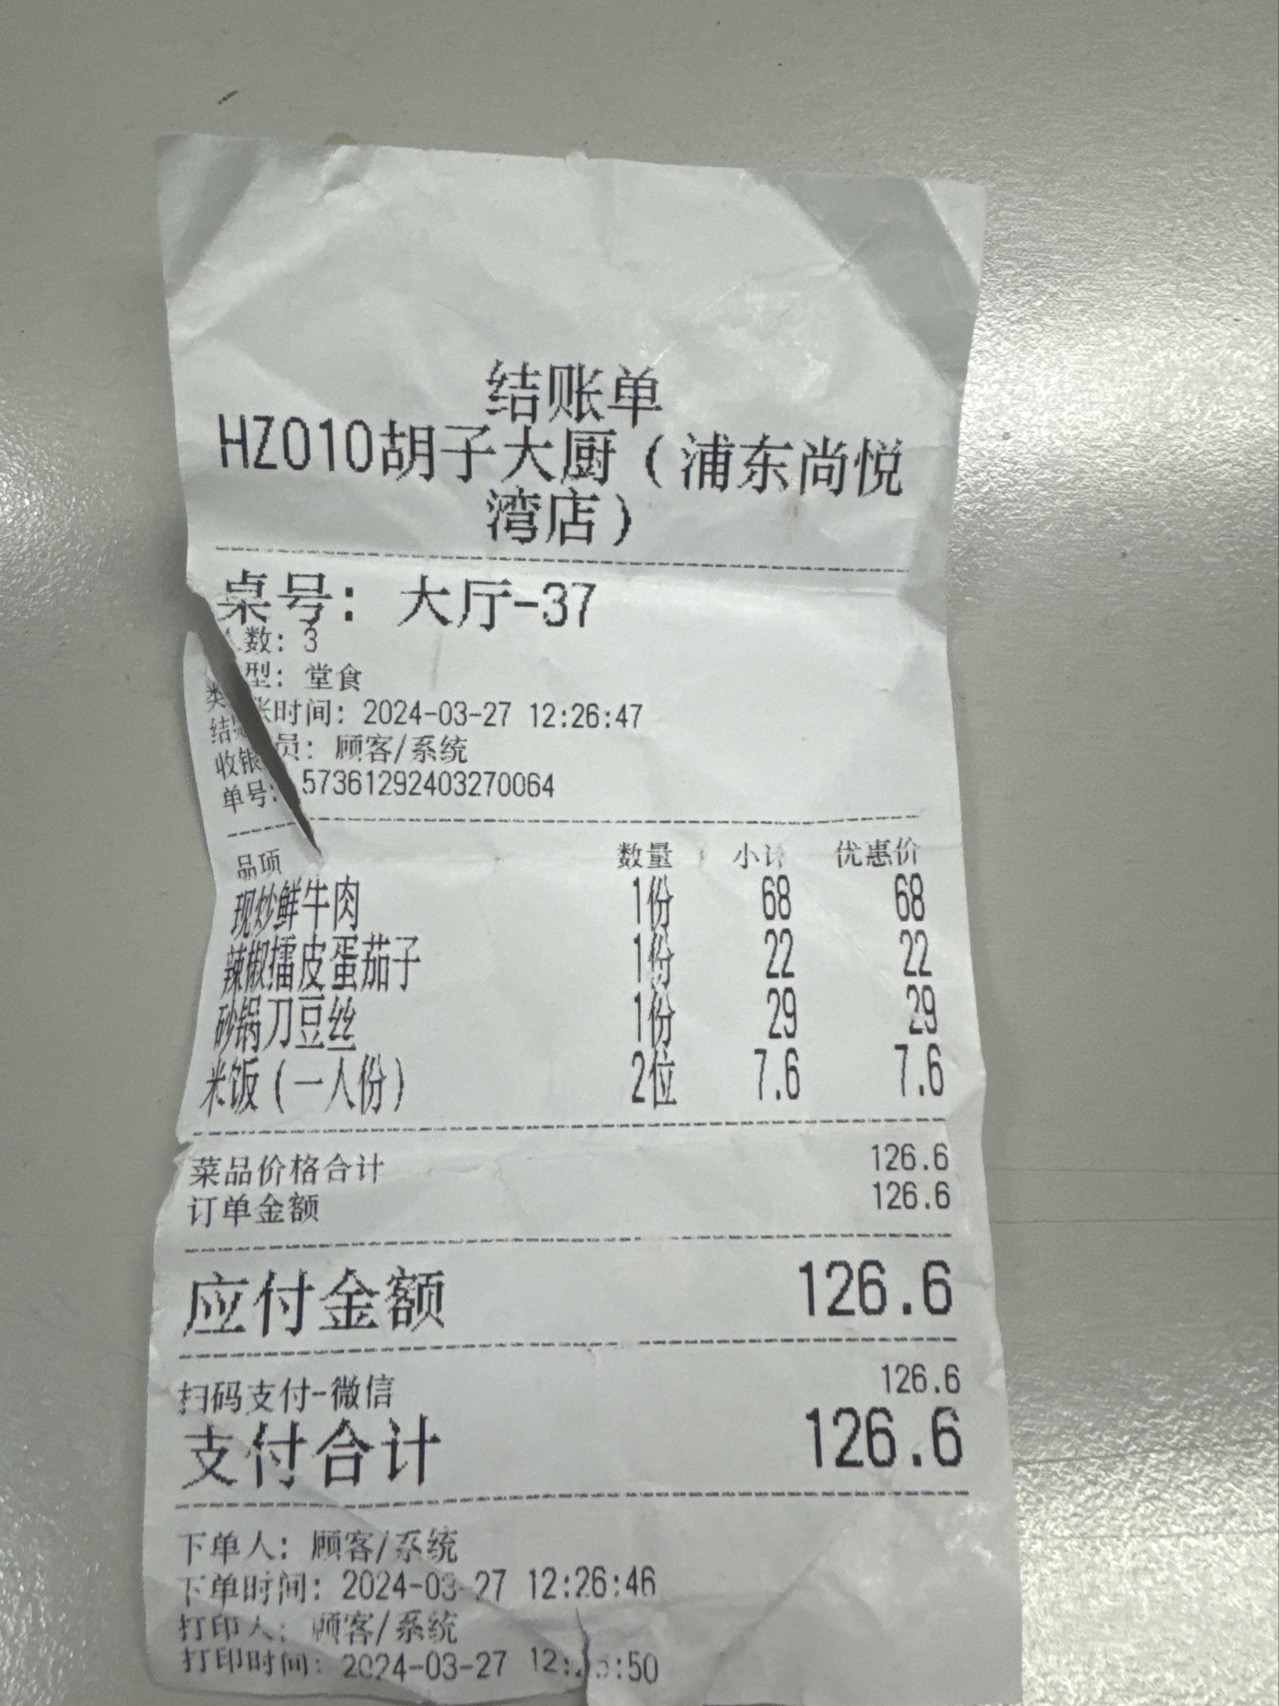 结账单
HZ010胡子大厨（浦东尚悦
湾店）
桌号：大厅-37
人数：3
类型：堂食
结账时间：2024-03-27 12:26:47
收银员：顾客/系统
单号：57361292403270064
品项 数量 小计 优惠价
现炒鲜牛肉 1份 68 68
辣椒擂皮蛋茄子 1份 22 22
砂锅刀豆丝 1份 29 29
米饭（一人份） 2位 7.6 7.6
菜品价格合计 126.6
订单金额 126.6
应付金额 126.6
扫码支付-微信 126.6
支付合计 126.6
下单人：顾客/系统
下单时间：2024-03-27 12:26:46
打印人：顾客/系统
打印时间：2024-03-27